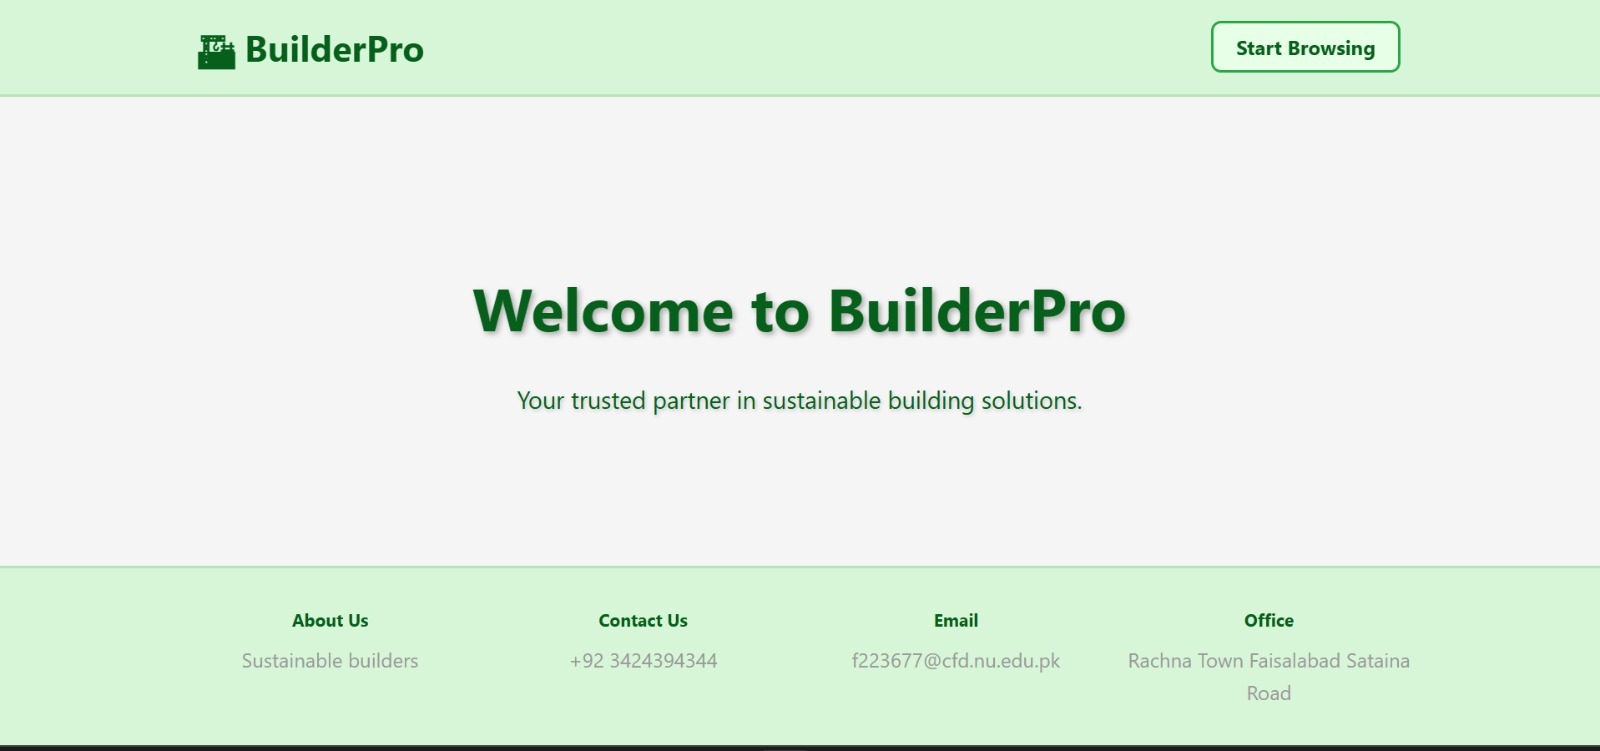 BuilderPro
Start Browsing
Welcome to BuilderPro
Your trusted partner in sustainable building solutions.
About Us
Sustainable builders
Contact Us
+92 3424394344
Email
f223677@cfd.nu.edu.pk
Office
Rachna Town Faisalabad Sataina
Road